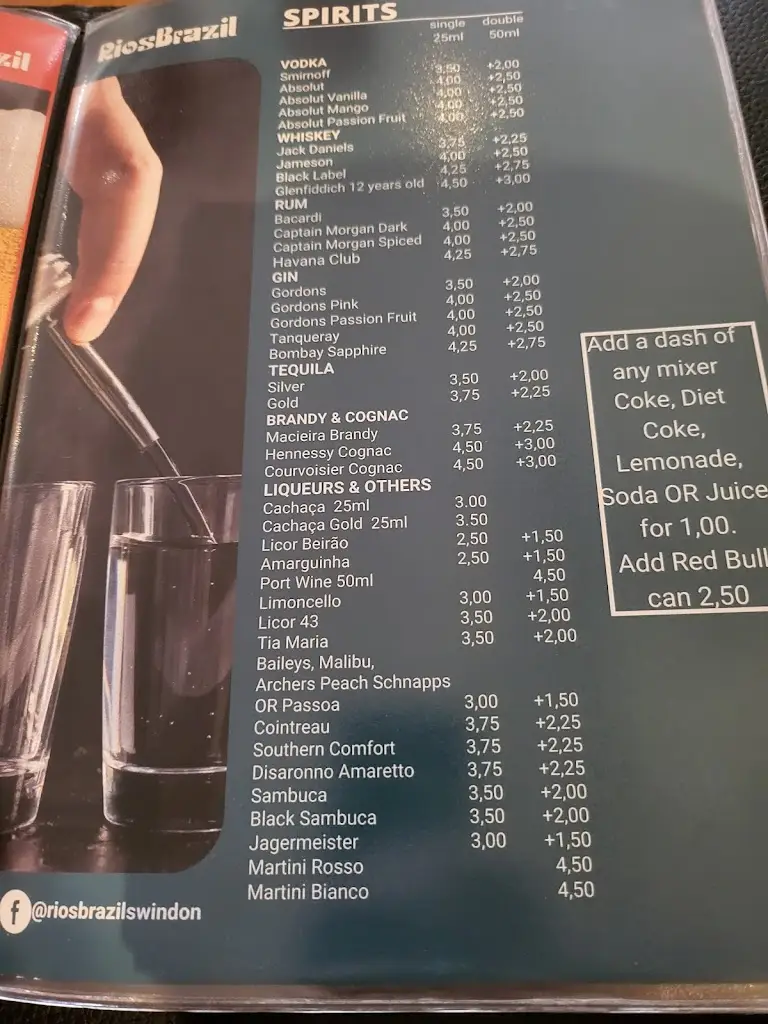 zil
RiosBrazil
SPIRITS
single double
25ml 50ml
VODKA
Smirnoff 3,50 +2,00
Absolut 4,00 +2,50
Absolut Vanilla 4,00 +2,50
Absolut Mango 4,00 +2,50
Absolut Passion Fruit 4,00 +2,50
WHISKEY
Jack Daniels 3,75 +2,25
Jameson 4,00 +2,50
Black Label 4,25 +2,75
Glenfiddich 12 years old 4,50 +3,00
RUM
Bacardi 3,50 +2,00
Captain Morgan Dark 4,00 +2,50
Captain Morgan Spiced 4,00 +2,50
Havana Club 4,25 +2,75
GIN
Gordons 3,50 +2,00
Gordons Pink 4,00 +2,50
Gordons Passion Fruit 4,00 +2,50
Tanqueray 4,00 +2,50
Bombay Sapphire 4,25 +2,75
TEQUILA
Silver 3,50 +2,00
Gold 3,75 +2,25
BRANDY & COGNAC
Macieira Brandy 3,75 +2,25
Hennessy Cognac 4,50 +3,00
Courvoisier Cognac 4,50 +3,00
LIQUEURS & OTHERS
Cachaça 25ml 3.00
Cachaça Gold 25ml 3.50
Licor Beirão 2,50 +1,50
Amarguinha 2,50 +1,50
Port Wine 50ml 4,50
Limoncello 3,00 +1,50
Licor 43 3,50 +2,00
Tia Maria 3,50 +2,00
Baileys, Malibu,
Archers Peach Schnapps
OR Passoa 3,00 +1,50
Cointreau 3,75 +2,25
Southern Comfort 3,75 +2,25
Disaronno Amaretto 3,75 +2,25
Sambuca 3,50 +2,00
Black Sambuca 3,50 +2,00
Jagermeister 3,00 +1,50
Martini Rosso 4,50
Martini Bianco 4,50
Add a dash of
any mixer
Coke, Diet
Coke,
Lemonade,
Soda OR Juice
for 1,00.
Add Red Bull
can 2,50
f @riosbrazilswindon